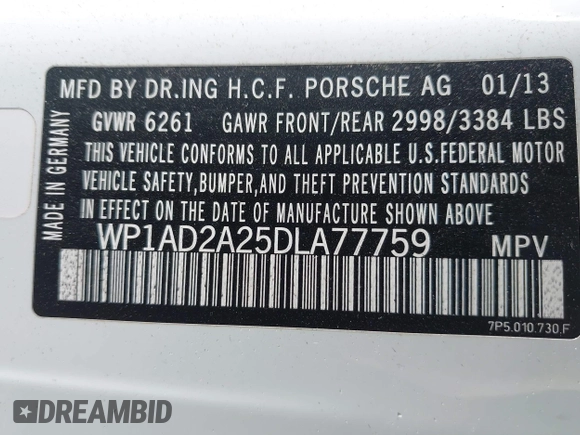 MFD BY DR.ING H.C.F. PORSCHE AG 01/13
GVWR 6261 GAWR FRONT/REAR 2998/3384 LBS
THIS VEHICLE CONFORMS TO ALL APPLICABLE U.S.FEDERAL MOTOR
VEHICLE SAFETY,BUMPER,AND THEFT PREVENTION STANDARDS
IN EFFECT ON THE DATE OF MANUFACTURE SHOWN ABOVE
MADE IN GERMANY
WP1AD2A25DLA77759 MPV
7P5.010.730.F
DREAMBID